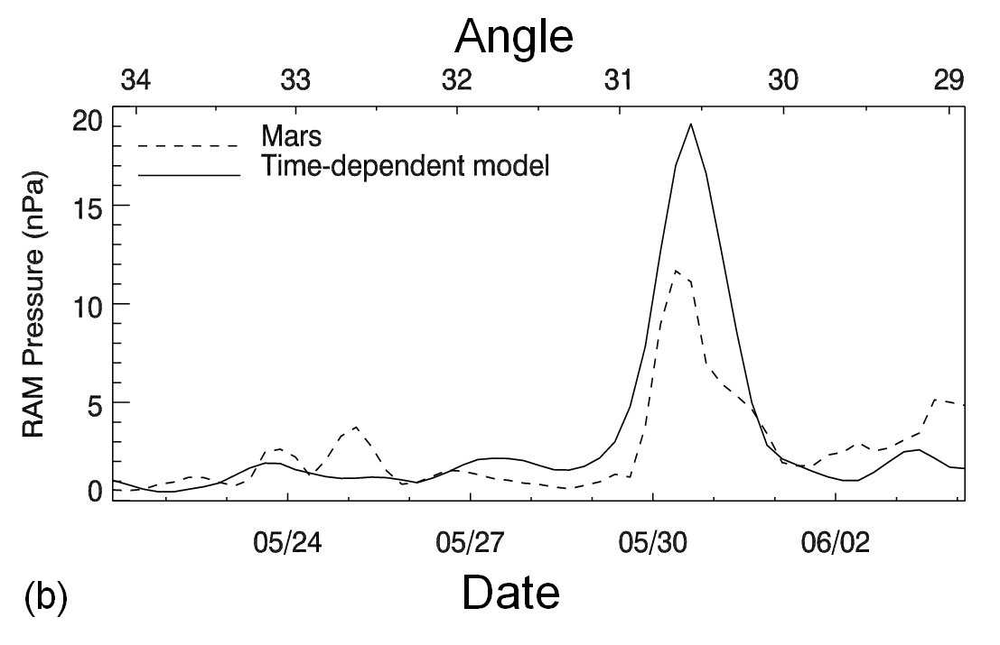 Angle
34 33 32 31 30 29
20
Mars
Time-dependent model
15
10
5
0
RAM Pressure (nPa)
05/24 05/27 05/30 06/02
(b)
Date